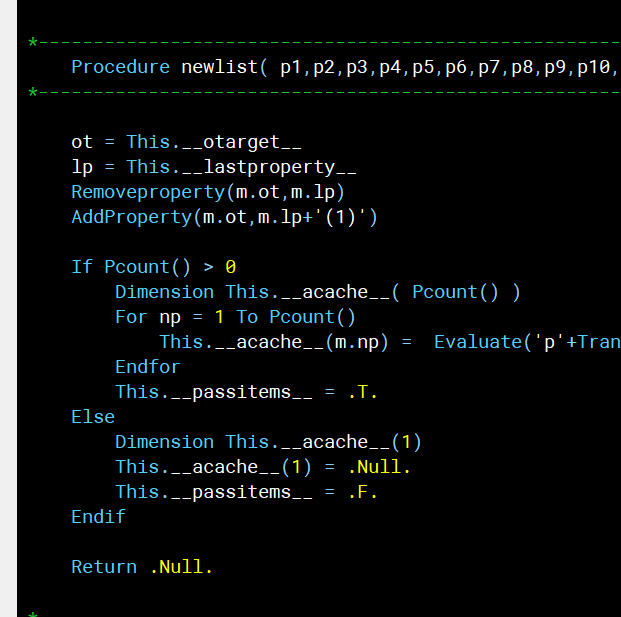 *-----------------------------------------------------
Procedure newlist( p1,p2,p3,p4,p5,p6,p7,p8,p9,p10,
*-----------------------------------------------------
ot = This.__otarget__
lp = This.__lastproperty__
Removeproperty(m.ot,m.lp)
AddProperty(m.ot,m.lp+'(1)')
If Pcount() > 0
Dimension This.__acache__( Pcount() )
For np = 1 To Pcount()
This.__acache__(m.np) =  Evaluate('p'+Tran
Endfor
This.__passitems__ = .T.
Else
Dimension This.__acache__(1)
This.__acache__(1) = .Null.
This.__passitems__ = .F.
Endif
Return .Null.
*